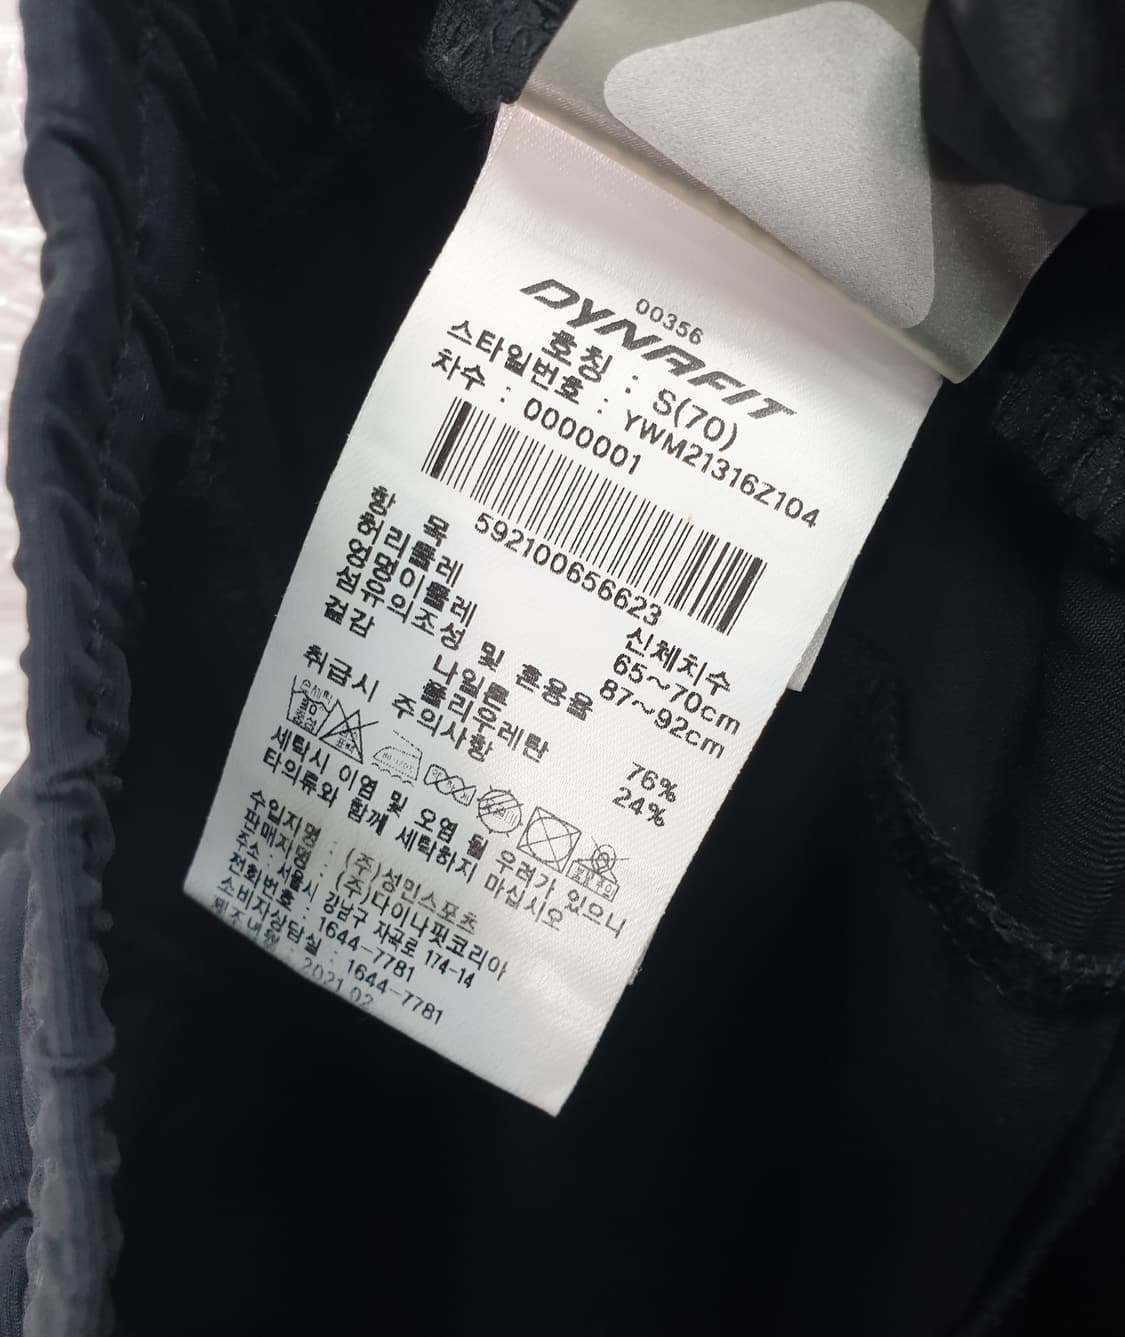 00356
DYNAFIT
호칭 : S(70)
스타일번호 : YWM21316Z104
차수 : 0000001
592100656623
항 목 신체치수
허리둘레 65~70cm
엉덩이둘레 87~92cm
섬유의조성 및 혼용율
겉감 나일론 76%
폴리우레탄 24%
취급시 주의사항
세탁시 이염 및 오염 될 우려가 있으니
타의류와 함께 세탁하지 마십시오
수입자명 : (주)성민스포츠
판매자명 : (주)다이나핏코리아
주소 : 서울시 강남구 자곡로 174-14
전화번호 : 1644-7781
소비자상담실 : 1644-7781
제조년월 : 2021.02